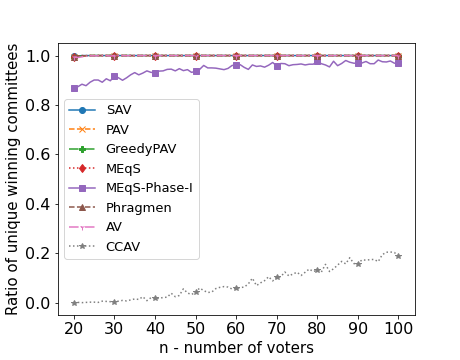 Ratio of unique winning committees
1.0
0.8
0.6
0.4
0.2
0.0
SAV
PAV
GreedyPAV
MEqS
MEqS-Phase-I
Phragmen
AV
CCAV
20 30 40 50 60 70 80 90 100
n - number of voters